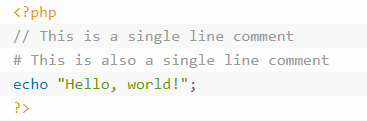 <?php
// This is a single line comment
# This is also a single line comment
echo "Hello, world!";
?>